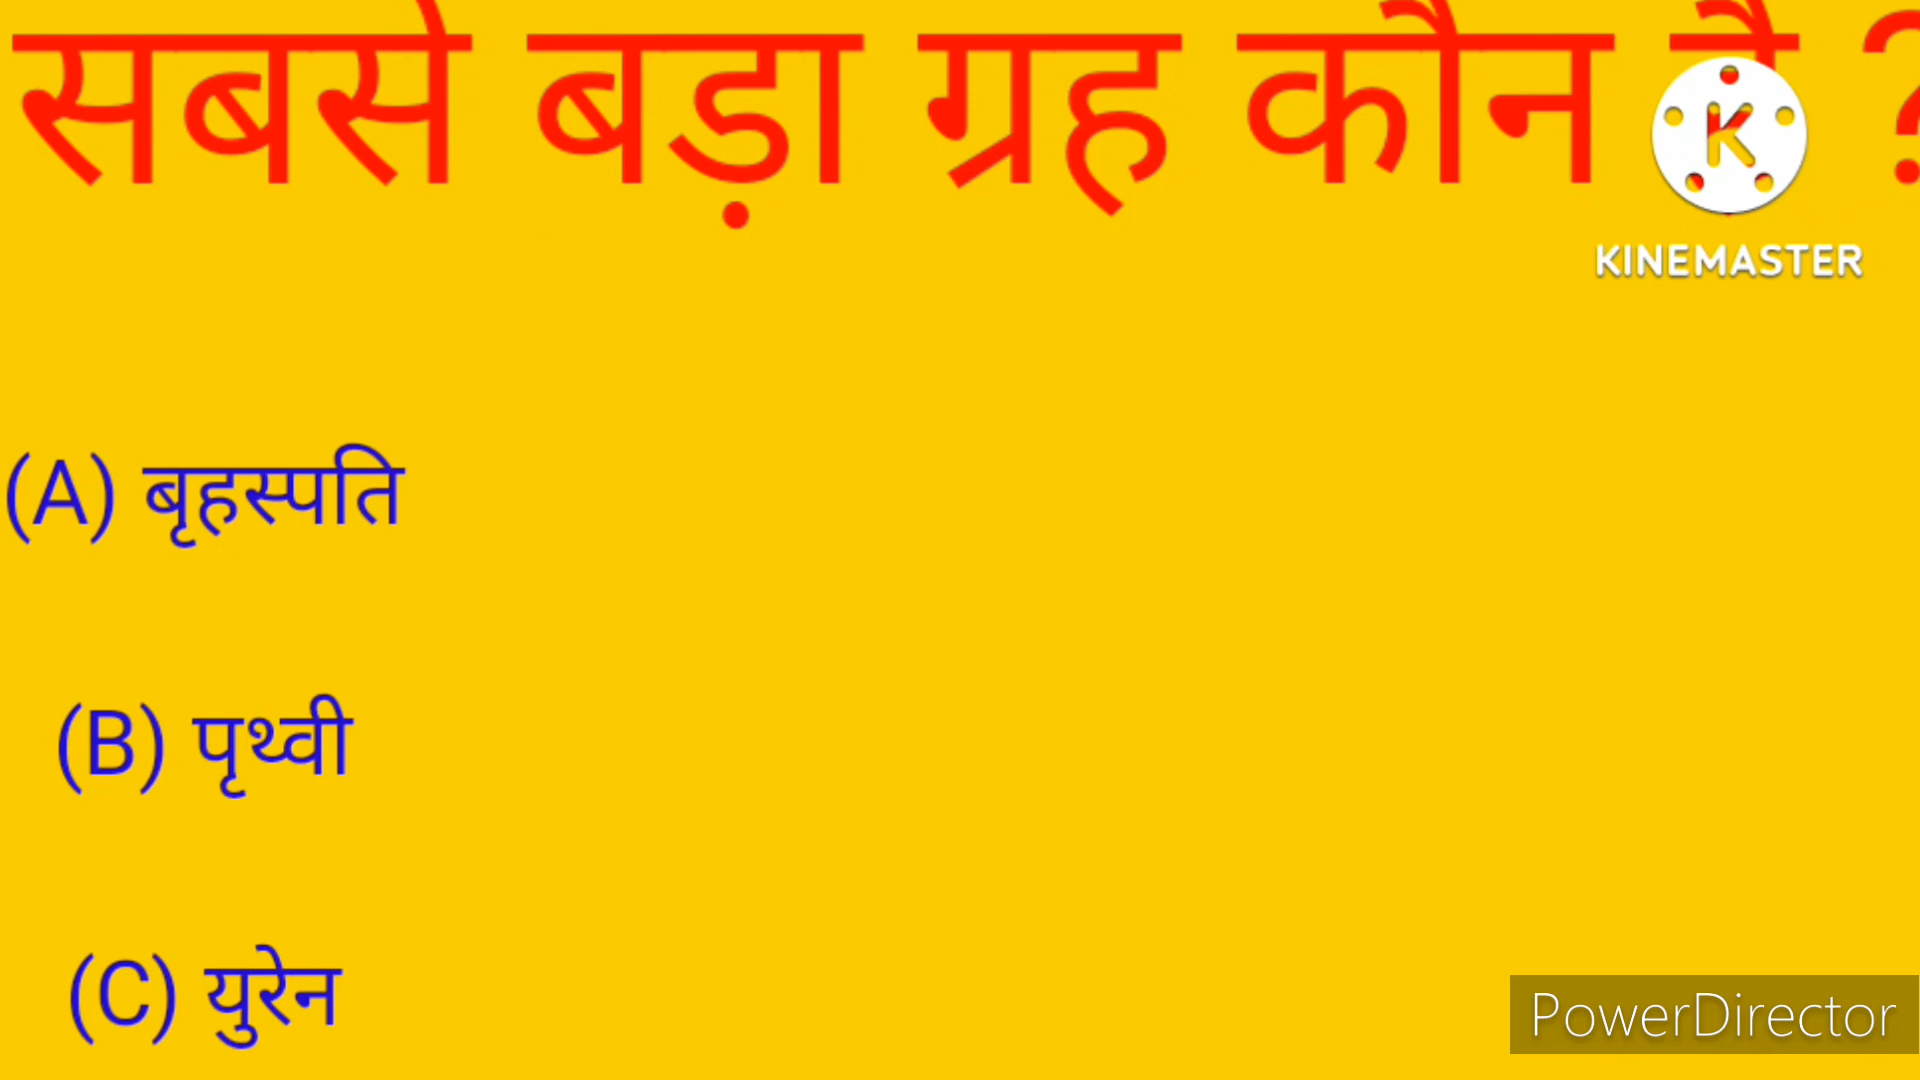 सबसे बड़ा ग्रह कौन है ?
K
KINEMASTER
(A) बृहस्पति
(B) पृथ्वी
(C) युरेन
PowerDirector